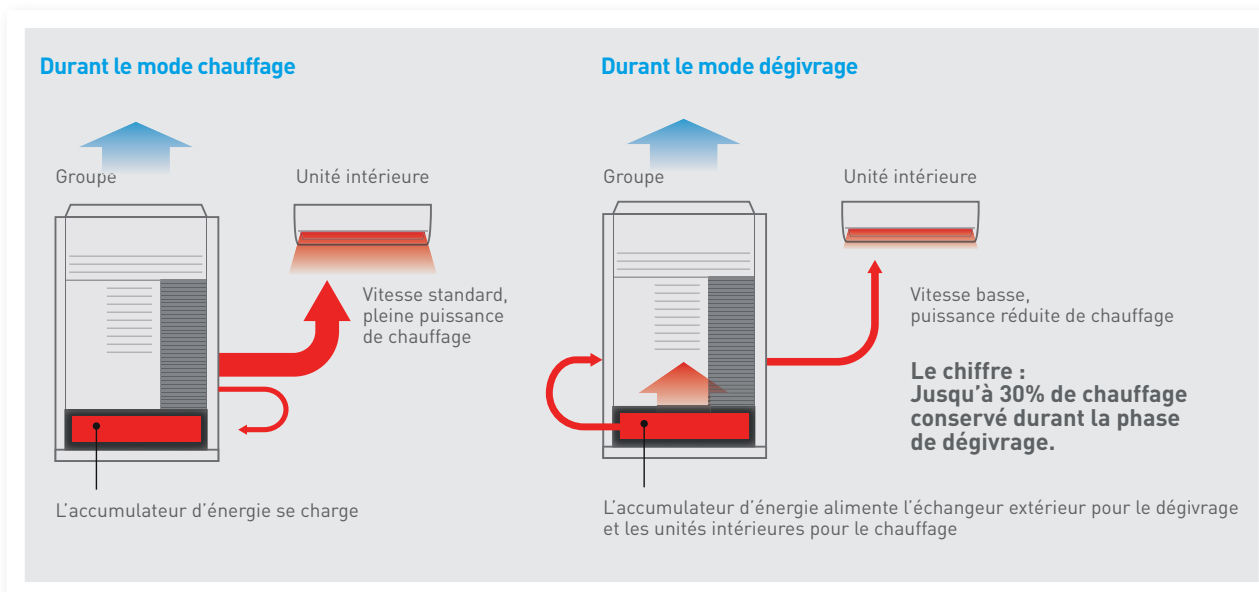 Durant le mode chauffage
Groupe
Unité intérieure
Vitesse standard,
pleine puissance
de chauffage
L'accumulateur d'énergie se charge
Durant le mode dégivrage
Groupe
Unité intérieure
Vitesse basse,
puissance réduite de chauffage
Le chiffre :
Jusqu'à 30% de chauffage
conservé durant la phase
de dégivrage.
L'accumulateur d'énergie alimente l'échangeur extérieur pour le dégivrage
et les unités intérieures pour le chauffage